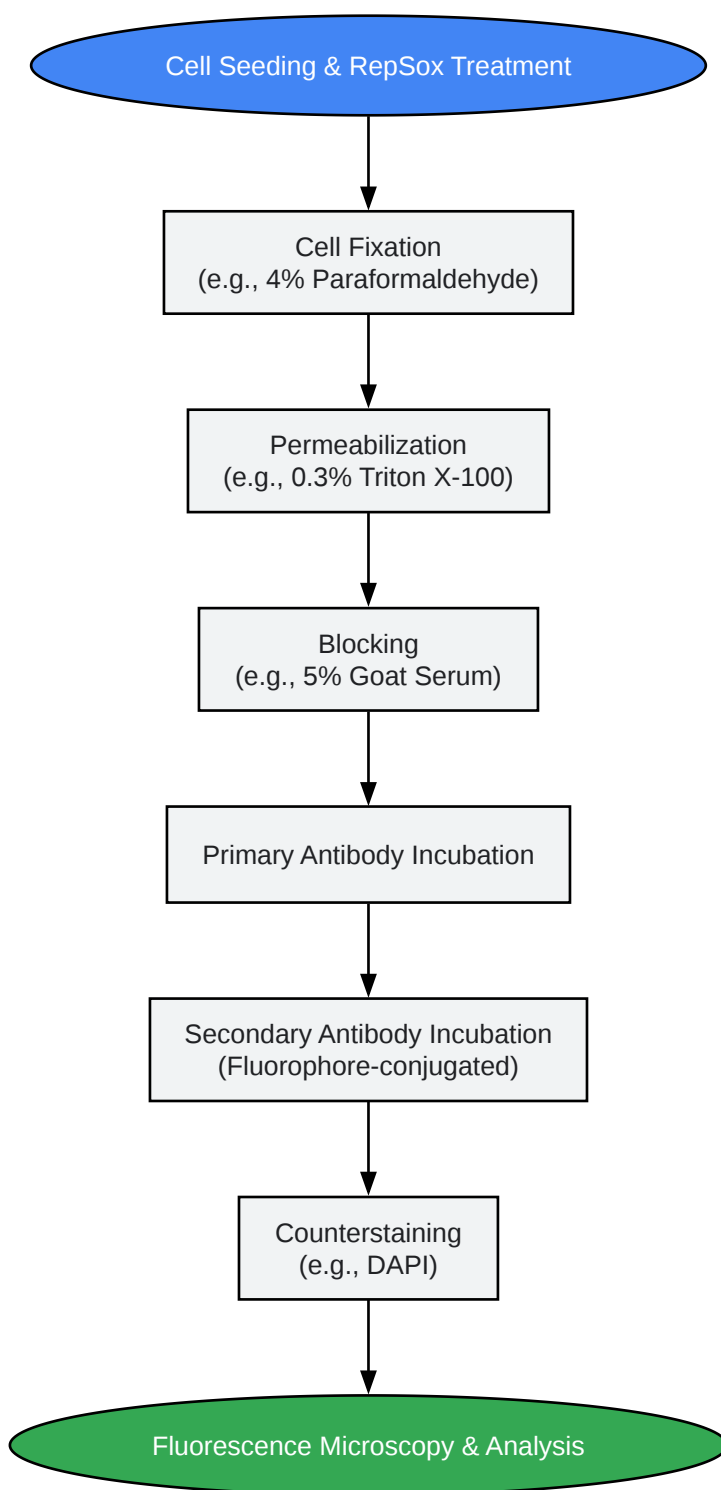 Cell Seeding & RepSox Treatment
Cell Fixation
(e.g., 4% Paraformaldehyde)
Permeabilization
(e.g., 0.3% Triton X-100)
Blocking
(e.g., 5% Goat Serum)
Primary Antibody Incubation
Secondary Antibody Incubation
(Fluorophore-conjugated)
Counterstaining
(e.g., DAPI)
Fluorescence Microscopy & Analysis